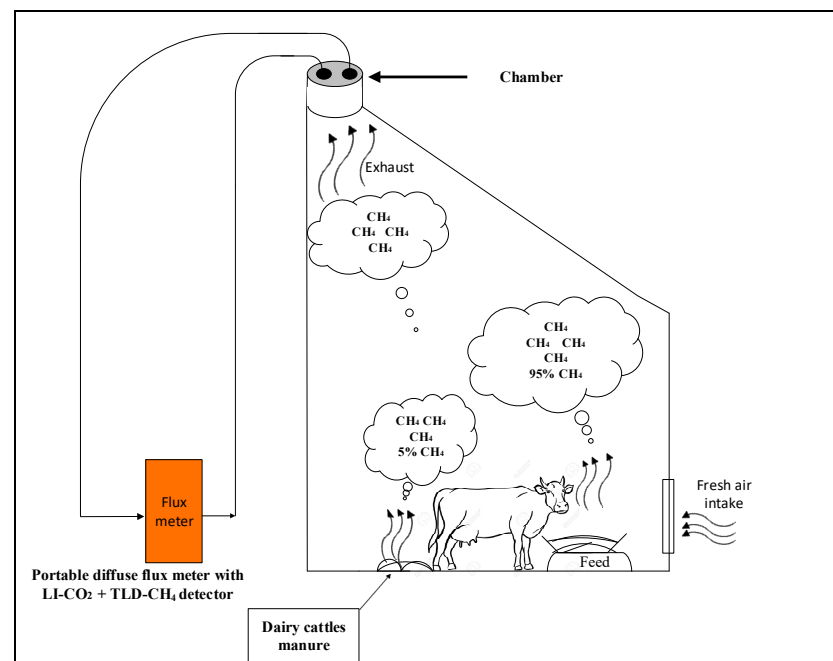 Chamber
Exhaust
CH₄
CH₄ CH₄
CH₄
CH₄
CH₄ CH₄
CH₄
95% CH₄
CH₄ CH₄
CH₄
5% CH₄
Fresh air
intake
Flux
meter
Feed
Portable diffuse flux meter with
LI-CO₂ + TLD-CH₄ detector
Dairy cattles
manure